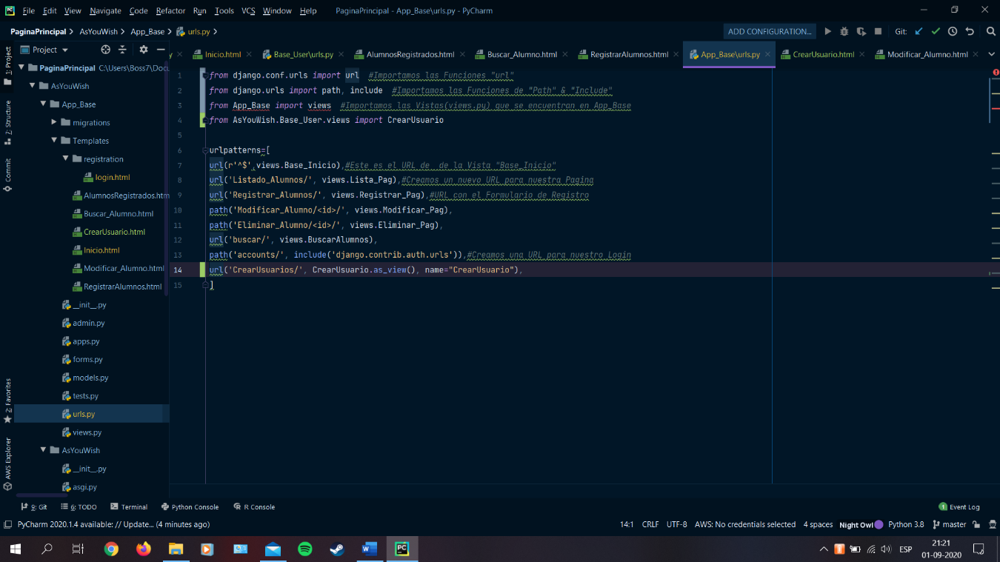 File Edit View Navigate Code Refactor Run Tools VCS Window Help PaginaPrincipal - App_Base\urls.py - PyCharm
PaginaPrincipal AsYouWish App_Base urls.py ADD CONFIGURATION... Git:
1: Project
7: Structure
Commit
2: Favorites
AWS Explorer
Project
y Inicio.html Base_User\urls.py AlumnosRegistrados.html Buscar_Alumno.html RegistrarAlumnos.html App_Base\urls.py CrearUsuario.html Modificar_Alumno.html
PaginaPrincipal C:\Users\Boss7\Docu
AsYouWish
App_Base
migrations
Templates
registration
login.html
AlumnosRegistrados.htm
Buscar_Alumno.html
CrearUsuario.html
Inicio.html
Modificar_Alumno.html
RegistrarAlumnos.html
__init__.py
admin.py
apps.py
forms.py
models.py
tests.py
urls.py
views.py
AsYouWish
__init__.py
asgi.py
1 from django.conf.urls import url #Importamos las Funciones "url"
2 from django.urls import path, include #Importamos las Funciones de "Path" & "Include"
3 from App_Base import views #Importamos las Vistas(views.py) que se encuentran en App_Base
4 from AsYouWish.Base_User.views import CrearUsuario
5
6 urlpatterns=[
7 url(r'^$',views.Base_Inicio),#Este es el URL de  de la Vista "Base_Inicio"
8 url('Listado_Alumnos/', views.Lista_Pag),#Creamos un nuevo URL para nuestra Pagina
9 url('Registrar_Alumnos/', views.Registrar_Pag),#URL con el Formulario de Registro
10 path('Modificar_Alumno/<id>/', views.Modificar_Pag),
11 path('Eliminar_Alumno/<id>/', views.Eliminar_Pag),
12 url('buscar/', views.BuscarAlumnos),
13 path('accounts/', include('django.contrib.auth.urls')),#Creamos una URL para nuestro Login
14 url('CrearUsuarios/', CrearUsuario.as_view(), name="CrearUsuario"),
15 ]
9: Git 6: TODO Terminal Python Console R Console 1 Event Log
PyCharm 2020.1.4 available: // Update... (4 minutes ago) 14:1 CRLF UTF-8 AWS: No credentials selected 4 spaces Night Owl Python 3.8 master
ESP 21:21
01-09-2020